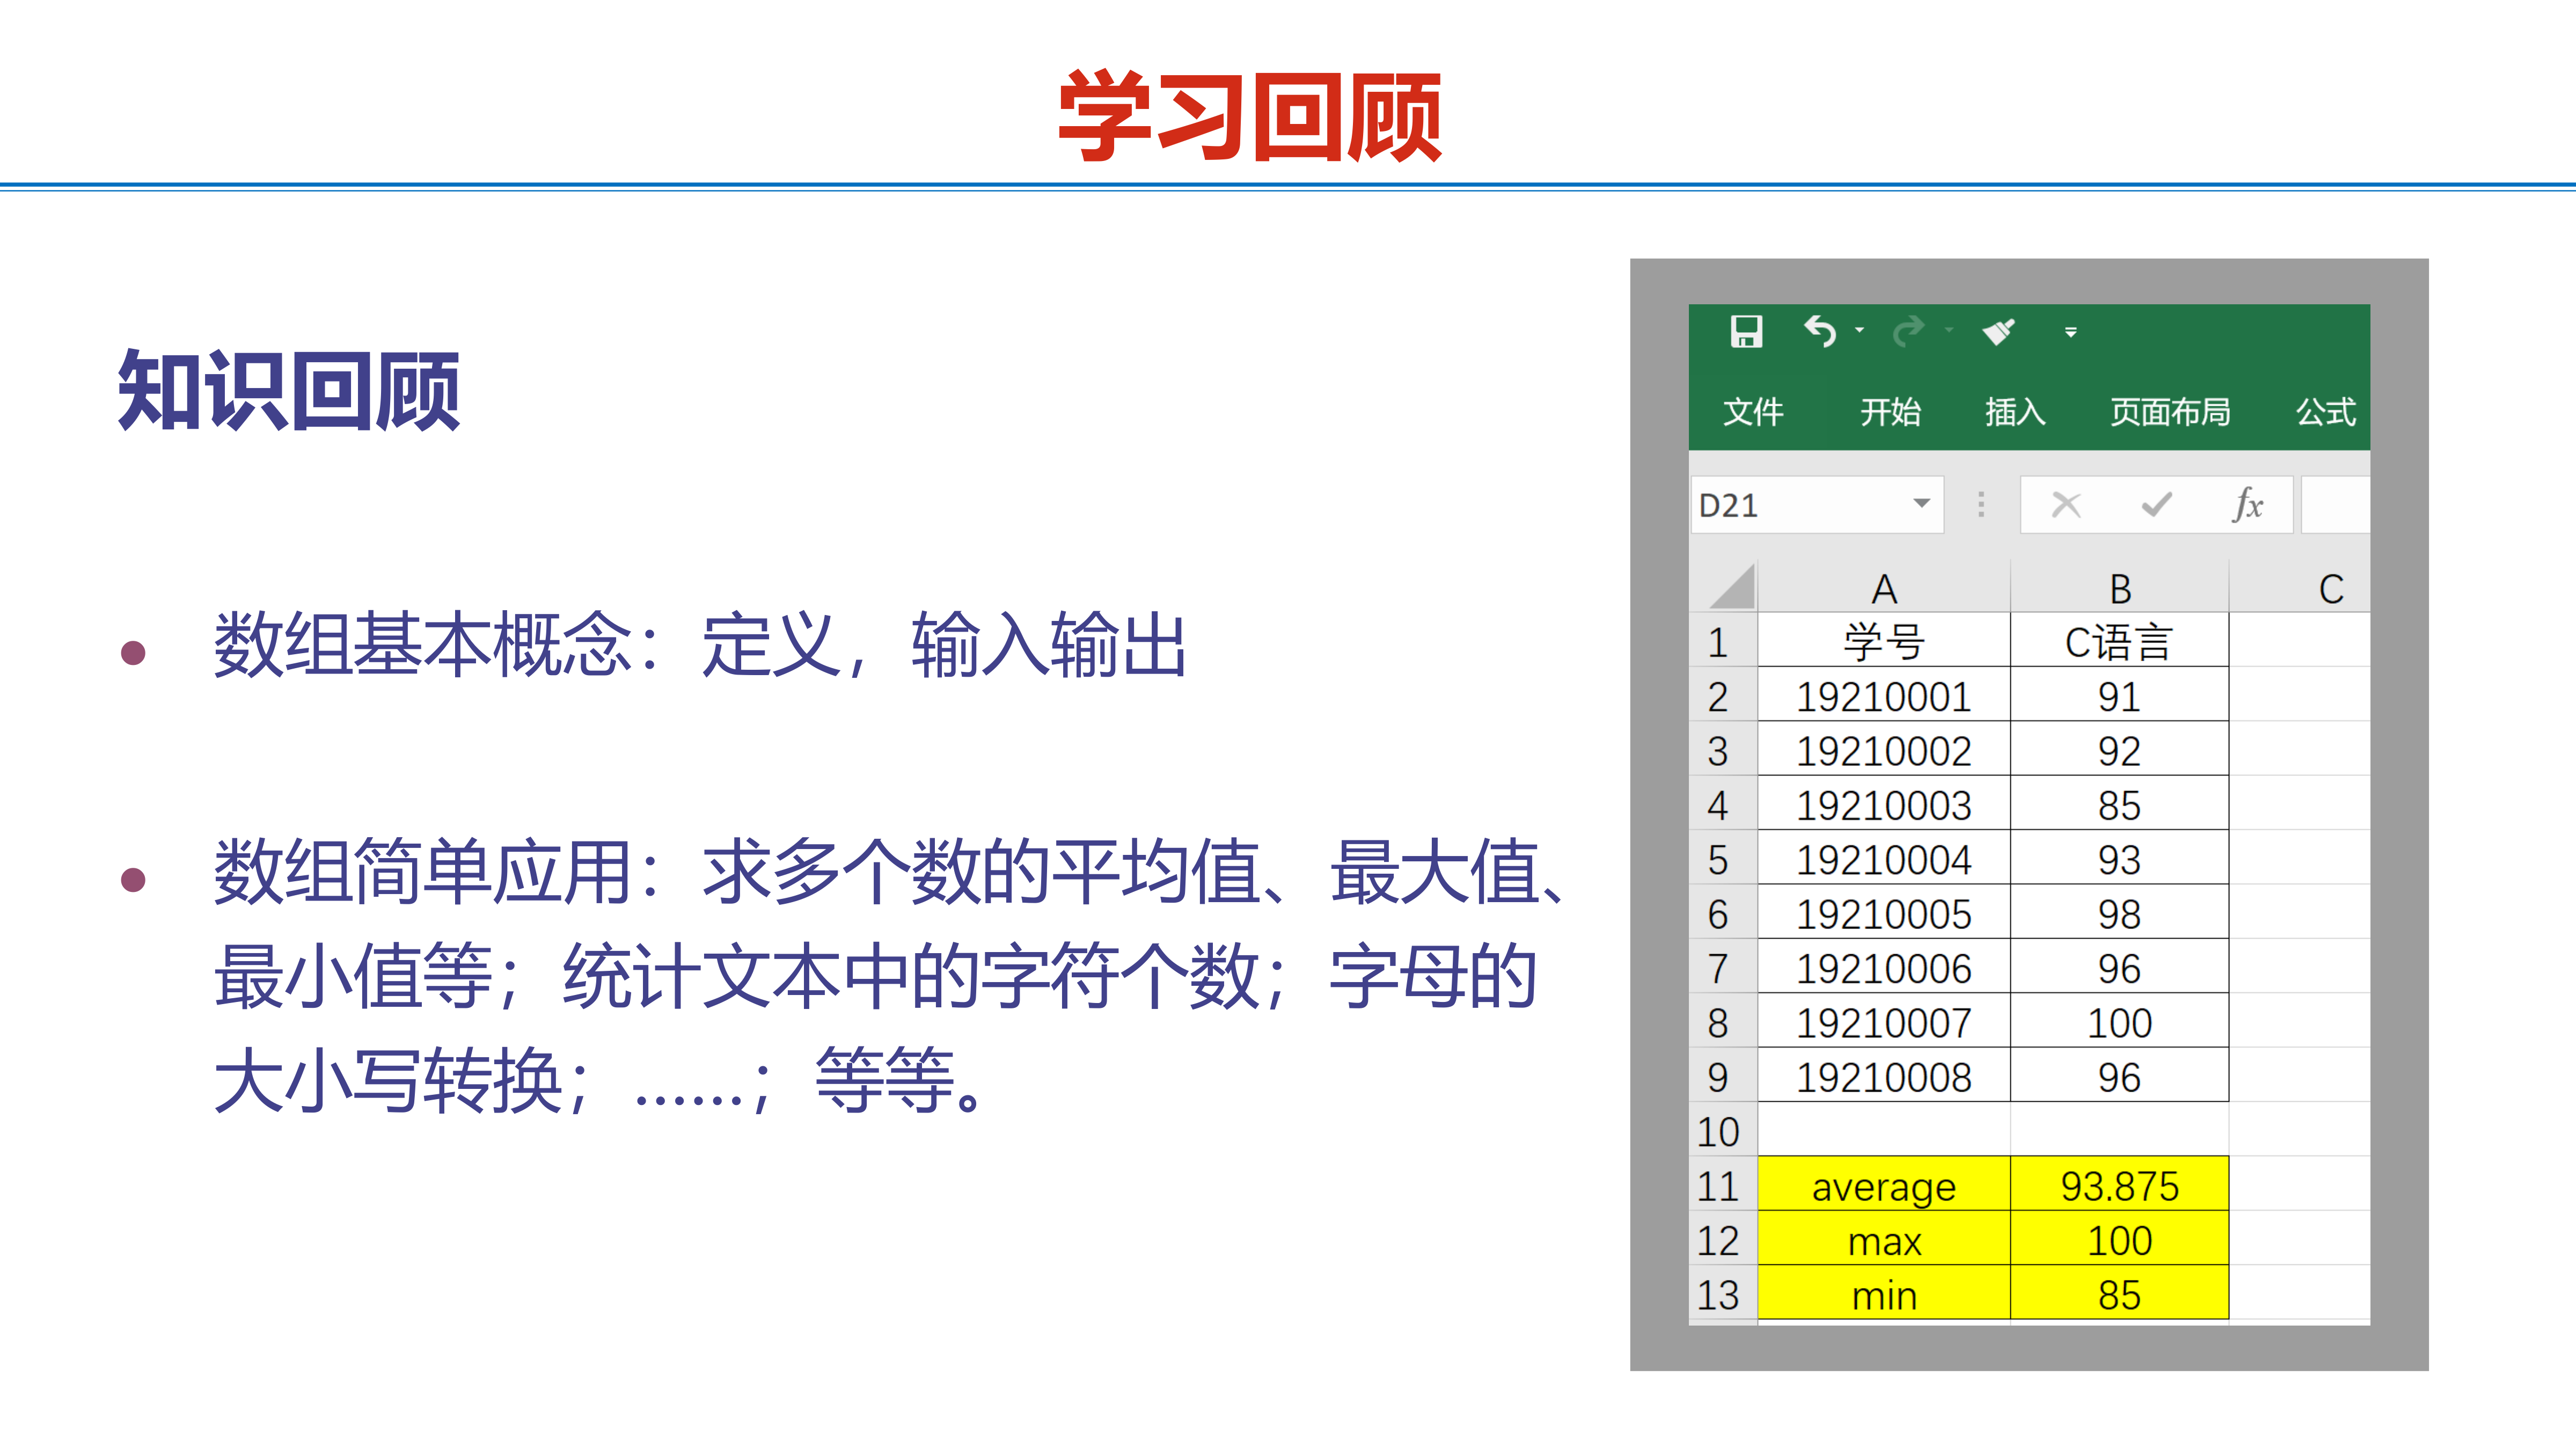 学习回顾
知识回顾
数组基本概念：定义，输入输出
数组简单应用：求多个数的平均值、最大值、
最小值等；统计文本中的字符个数；字母的
大小写转换；……；等等。
文件 开始 插入 页面布局 公式
D21 fx
A B C
1 学号 C语言
2 19210001 91
3 19210002 92
4 19210003 85
5 19210004 93
6 19210005 98
7 19210006 96
8 19210007 100
9 19210008 96
10
11 average 93.875
12 max 100
13 min 85